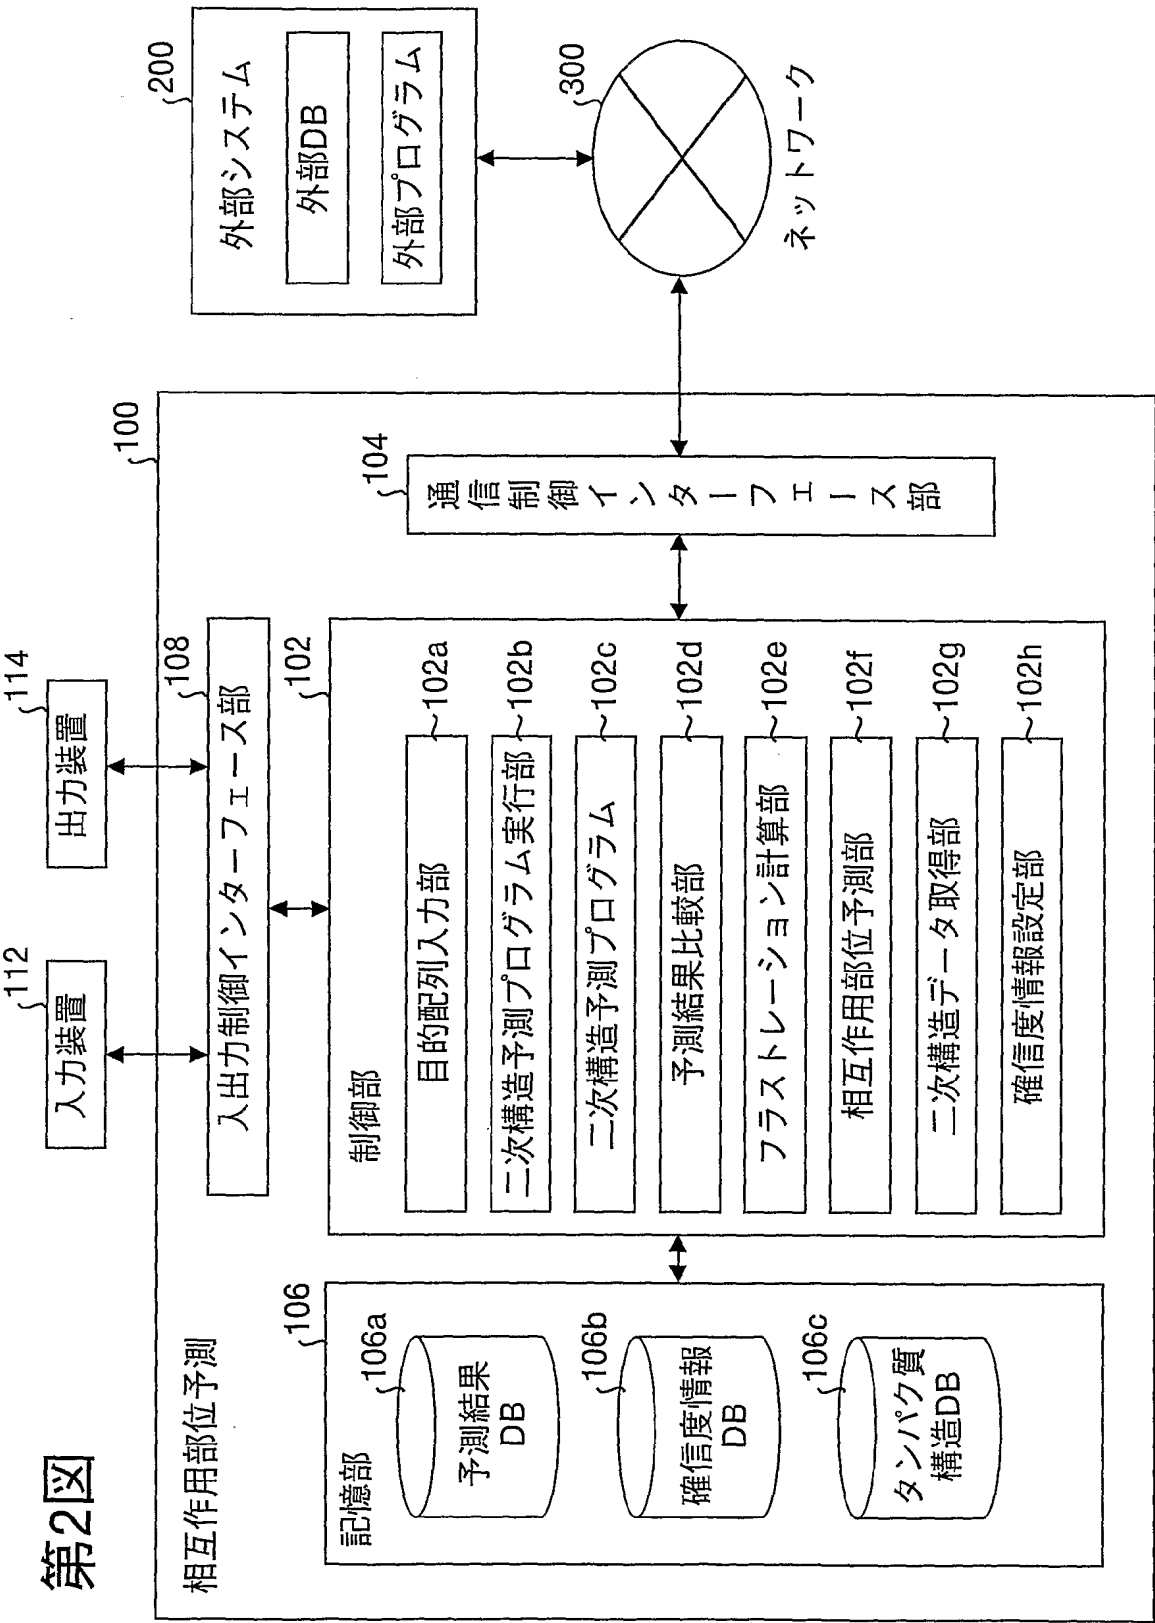 第2図
112
入力装置
114
出力装置
100
相互作用部位予測
108
入出力制御インターフェース部
106
記憶部
106a
予測結果
DB
106b
確信度情報
DB
106c
タンパク質
構造DB
102
制御部
目的配列入力部
~102a
二次構造予測プログラム実行部
~102b
二次構造予測プログラム
~102c
予測結果比較部
~102d
フラストレーション計算部
~102e
相互作用部位予測部
~102f
二次構造データ取得部
~102g
確信度情報設定部
~102h
104
通信制御インターフェース部
200
外部システム
外部DB
外部プログラム
300
ネットワーク